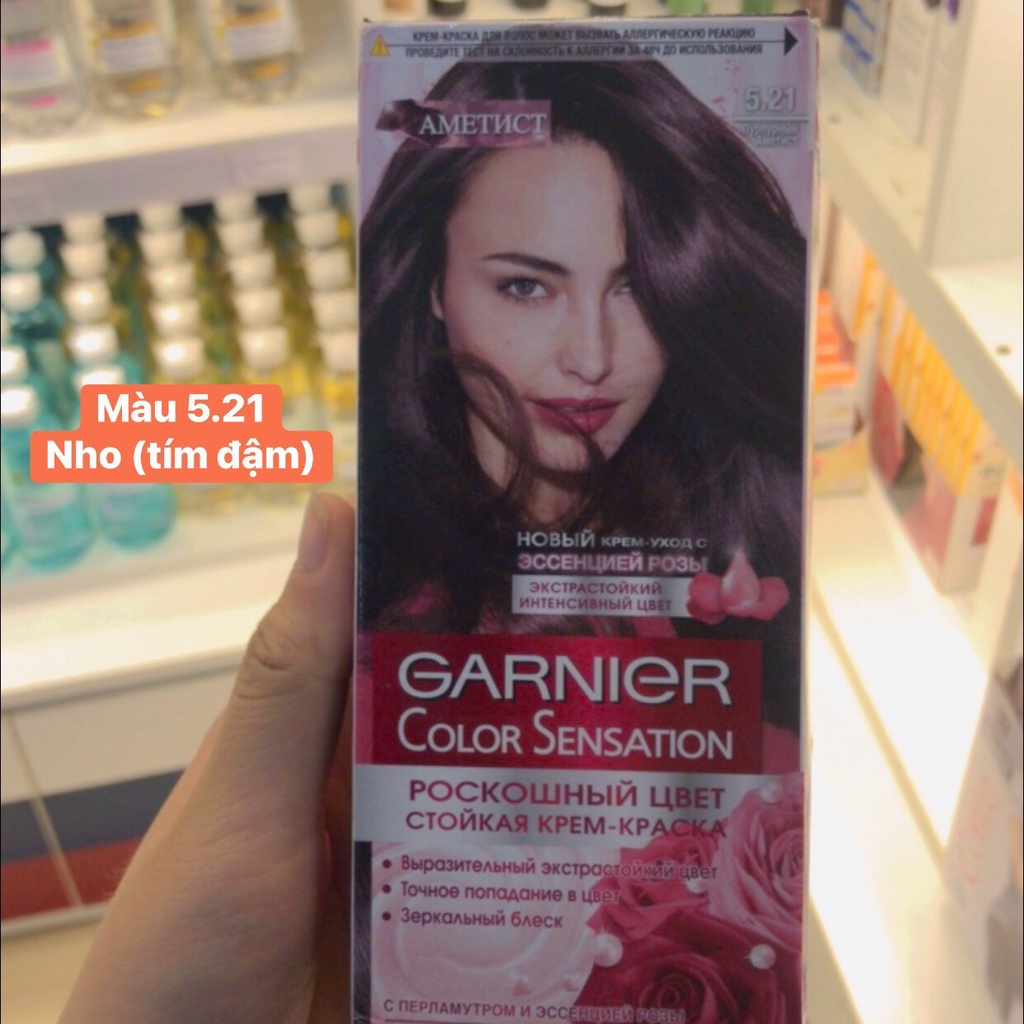 КРЕМ-КРАСКА ДЛЯ ВОЛОС МОЖЕТ ВЫЗВАТЬ АЛЛЕРГИЧЕСКУЮ РЕАКЦИЮ
ПРОВЕДИТЕ ТЕСТ НА СКЛОННОСТЬ К АЛЛЕРГИИ ЗА 48Ч ДО ИСПОЛЬЗОВАНИЯ
АМЕТИСТ
5.21
Пурпурный
Аметист
Màu 5.21
Nho (tím đậm)
НОВЫЙ КРЕМ-УХОД С
ЭССЕНЦИЕЙ РОЗЫ
ЭКСТРАСТОЙКИЙ
ИНТЕНСИВНЫЙ ЦВЕТ
GARNIER
COLOR SENSATION
РОСКОШНЫЙ ЦВЕТ
СТОЙКАЯ КРЕМ-КРАСКА
• Выразительный экстрастойкий цвет
• Точное попадание в цвет
• Зеркальный блеск
С ПЕРЛАМУТРОМ И ЭССЕНЦИЕЙ РОЗЫ